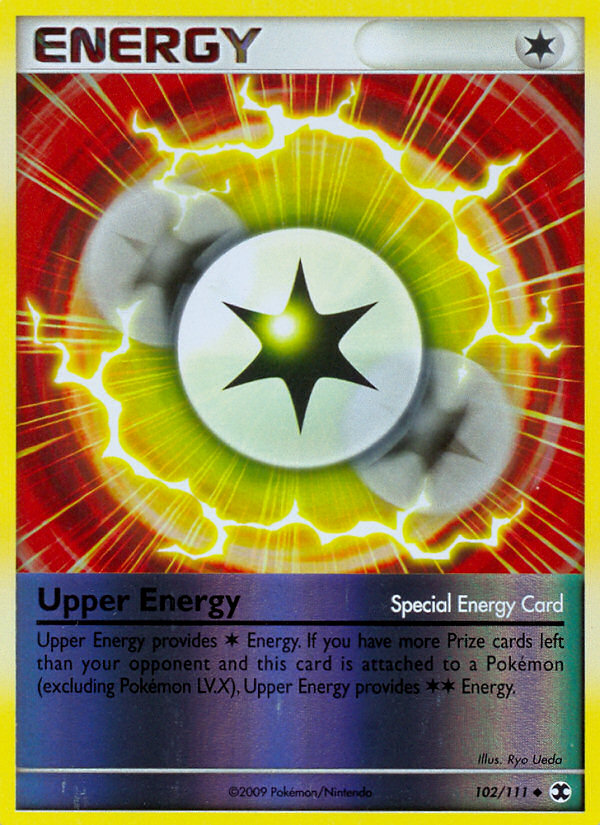 ENERGY
Upper Energy Special Energy Card
Upper Energy provides ✶ Energy. If you have more Prize cards left
than your opponent and this card is attached to a Pokémon
(excluding Pokémon LV.X), Upper Energy provides ✶✶ Energy.
Illus. Ryo Ueda
©2009 Pokémon/Nintendo 102/111 ◆